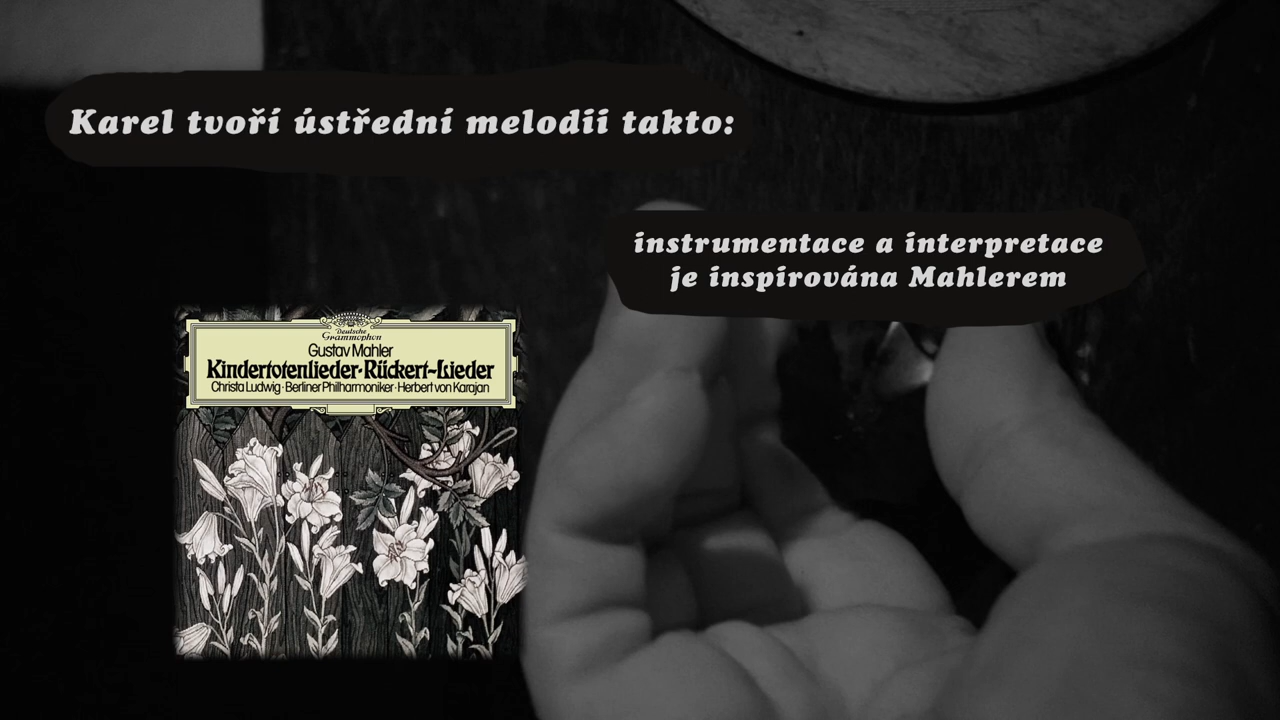 Karel tvoří ústřední melodii takto:
instrumentace a interpretace
je inspirována Mahlerem
Deutsche
Grammophon
Gustav Mahler
Kindertotenlieder·Rückert-Lieder
Christa Ludwig · Berliner Philharmoniker · Herbert von Karajan